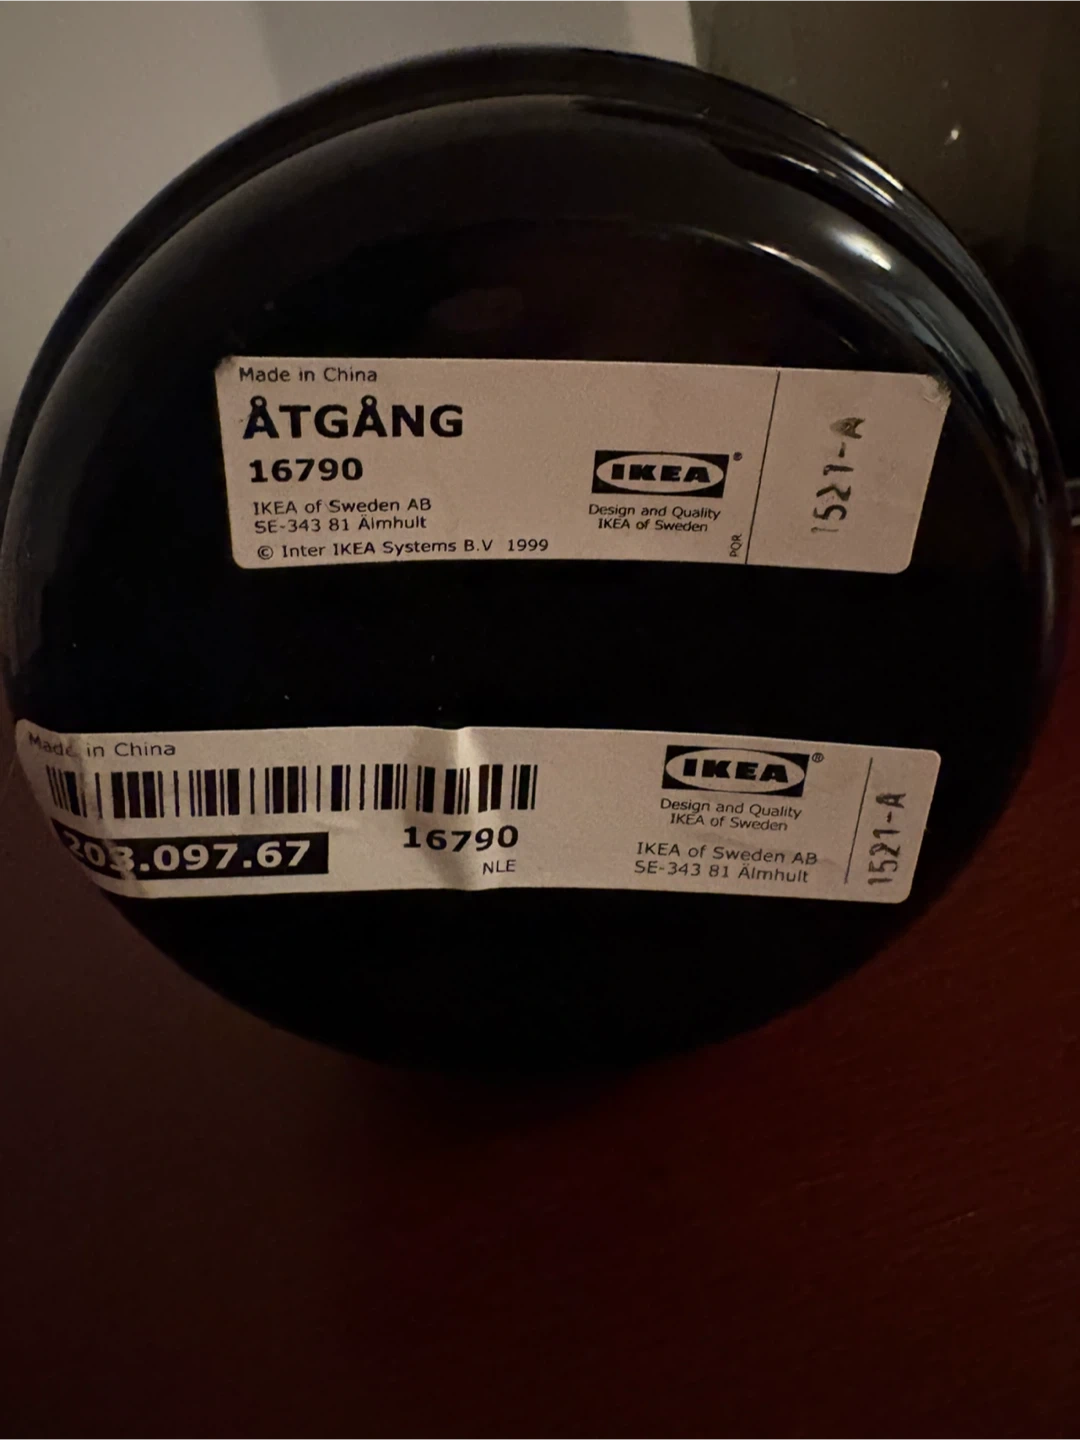 Made in China
ÅTGÅNG
16790
IKEA of Sweden AB
SE-343 81 Älmhult
© Inter IKEA Systems B.V 1999
IKEA®
Design and Quality
IKEA of Sweden
POR
1521-A
Made in China
203.097.67
16790
NLE
IKEA®
Design and Quality
IKEA of Sweden
IKEA of Sweden AB
SE-343 81 Älmhult
1521-A